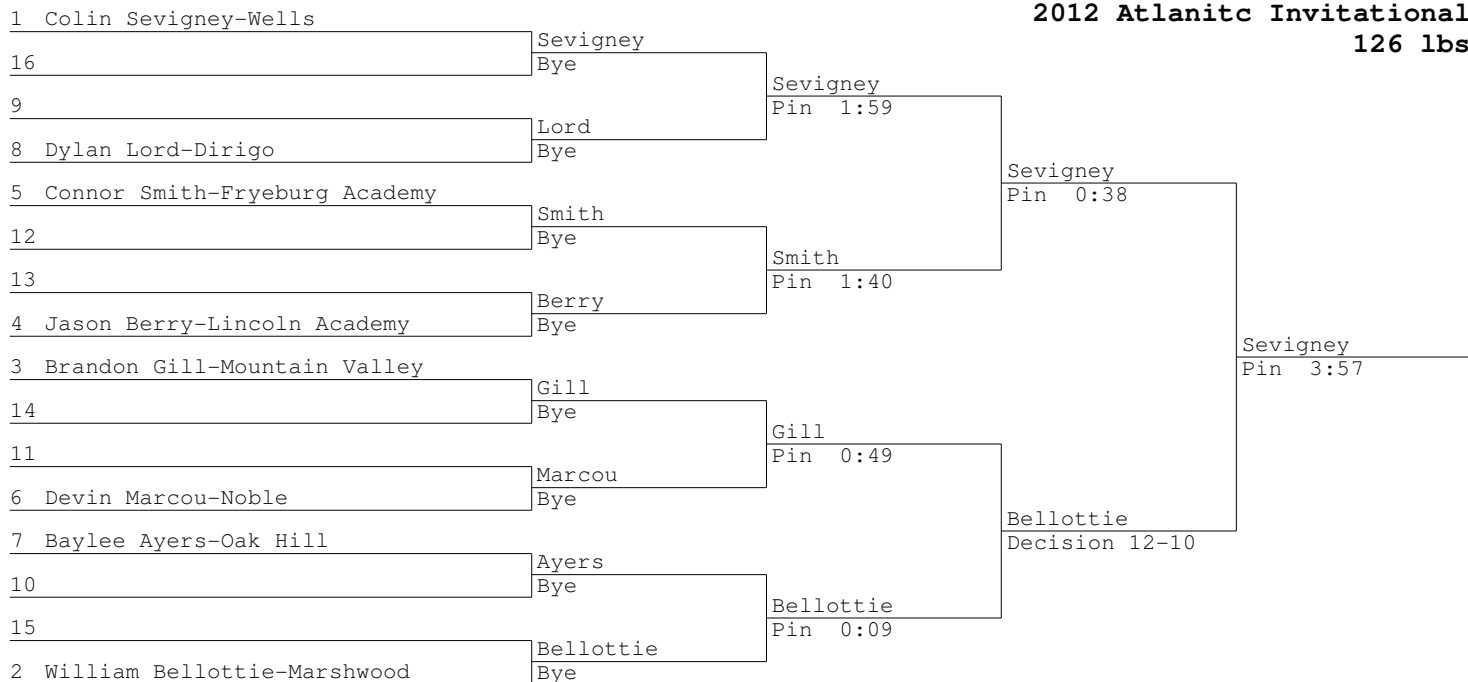 2012 Atlanitc Invitational
126 lbs
1 Colin Sevigney-Wells
16
9
8 Dylan Lord-Dirigo
5 Connor Smith-Fryeburg Academy
12
13
4 Jason Berry-Lincoln Academy
3 Brandon Gill-Mountain Valley
14
11
6 Devin Marcou-Noble
7 Baylee Ayers-Oak Hill
10
15
2 William Bellottie-Marshwood
Sevigney
Bye
Lord
Bye
Smith
Bye
Berry
Bye
Gill
Bye
Marcou
Bye
Ayers
Bye
Bellottie
Bye
Sevigney
Pin 1:59
Smith
Pin 1:40
Gill
Pin 0:49
Bellottie
Pin 0:09
Sevigney
Pin 0:38
Bellottie
Decision 12-10
Sevigney
Pin 3:57